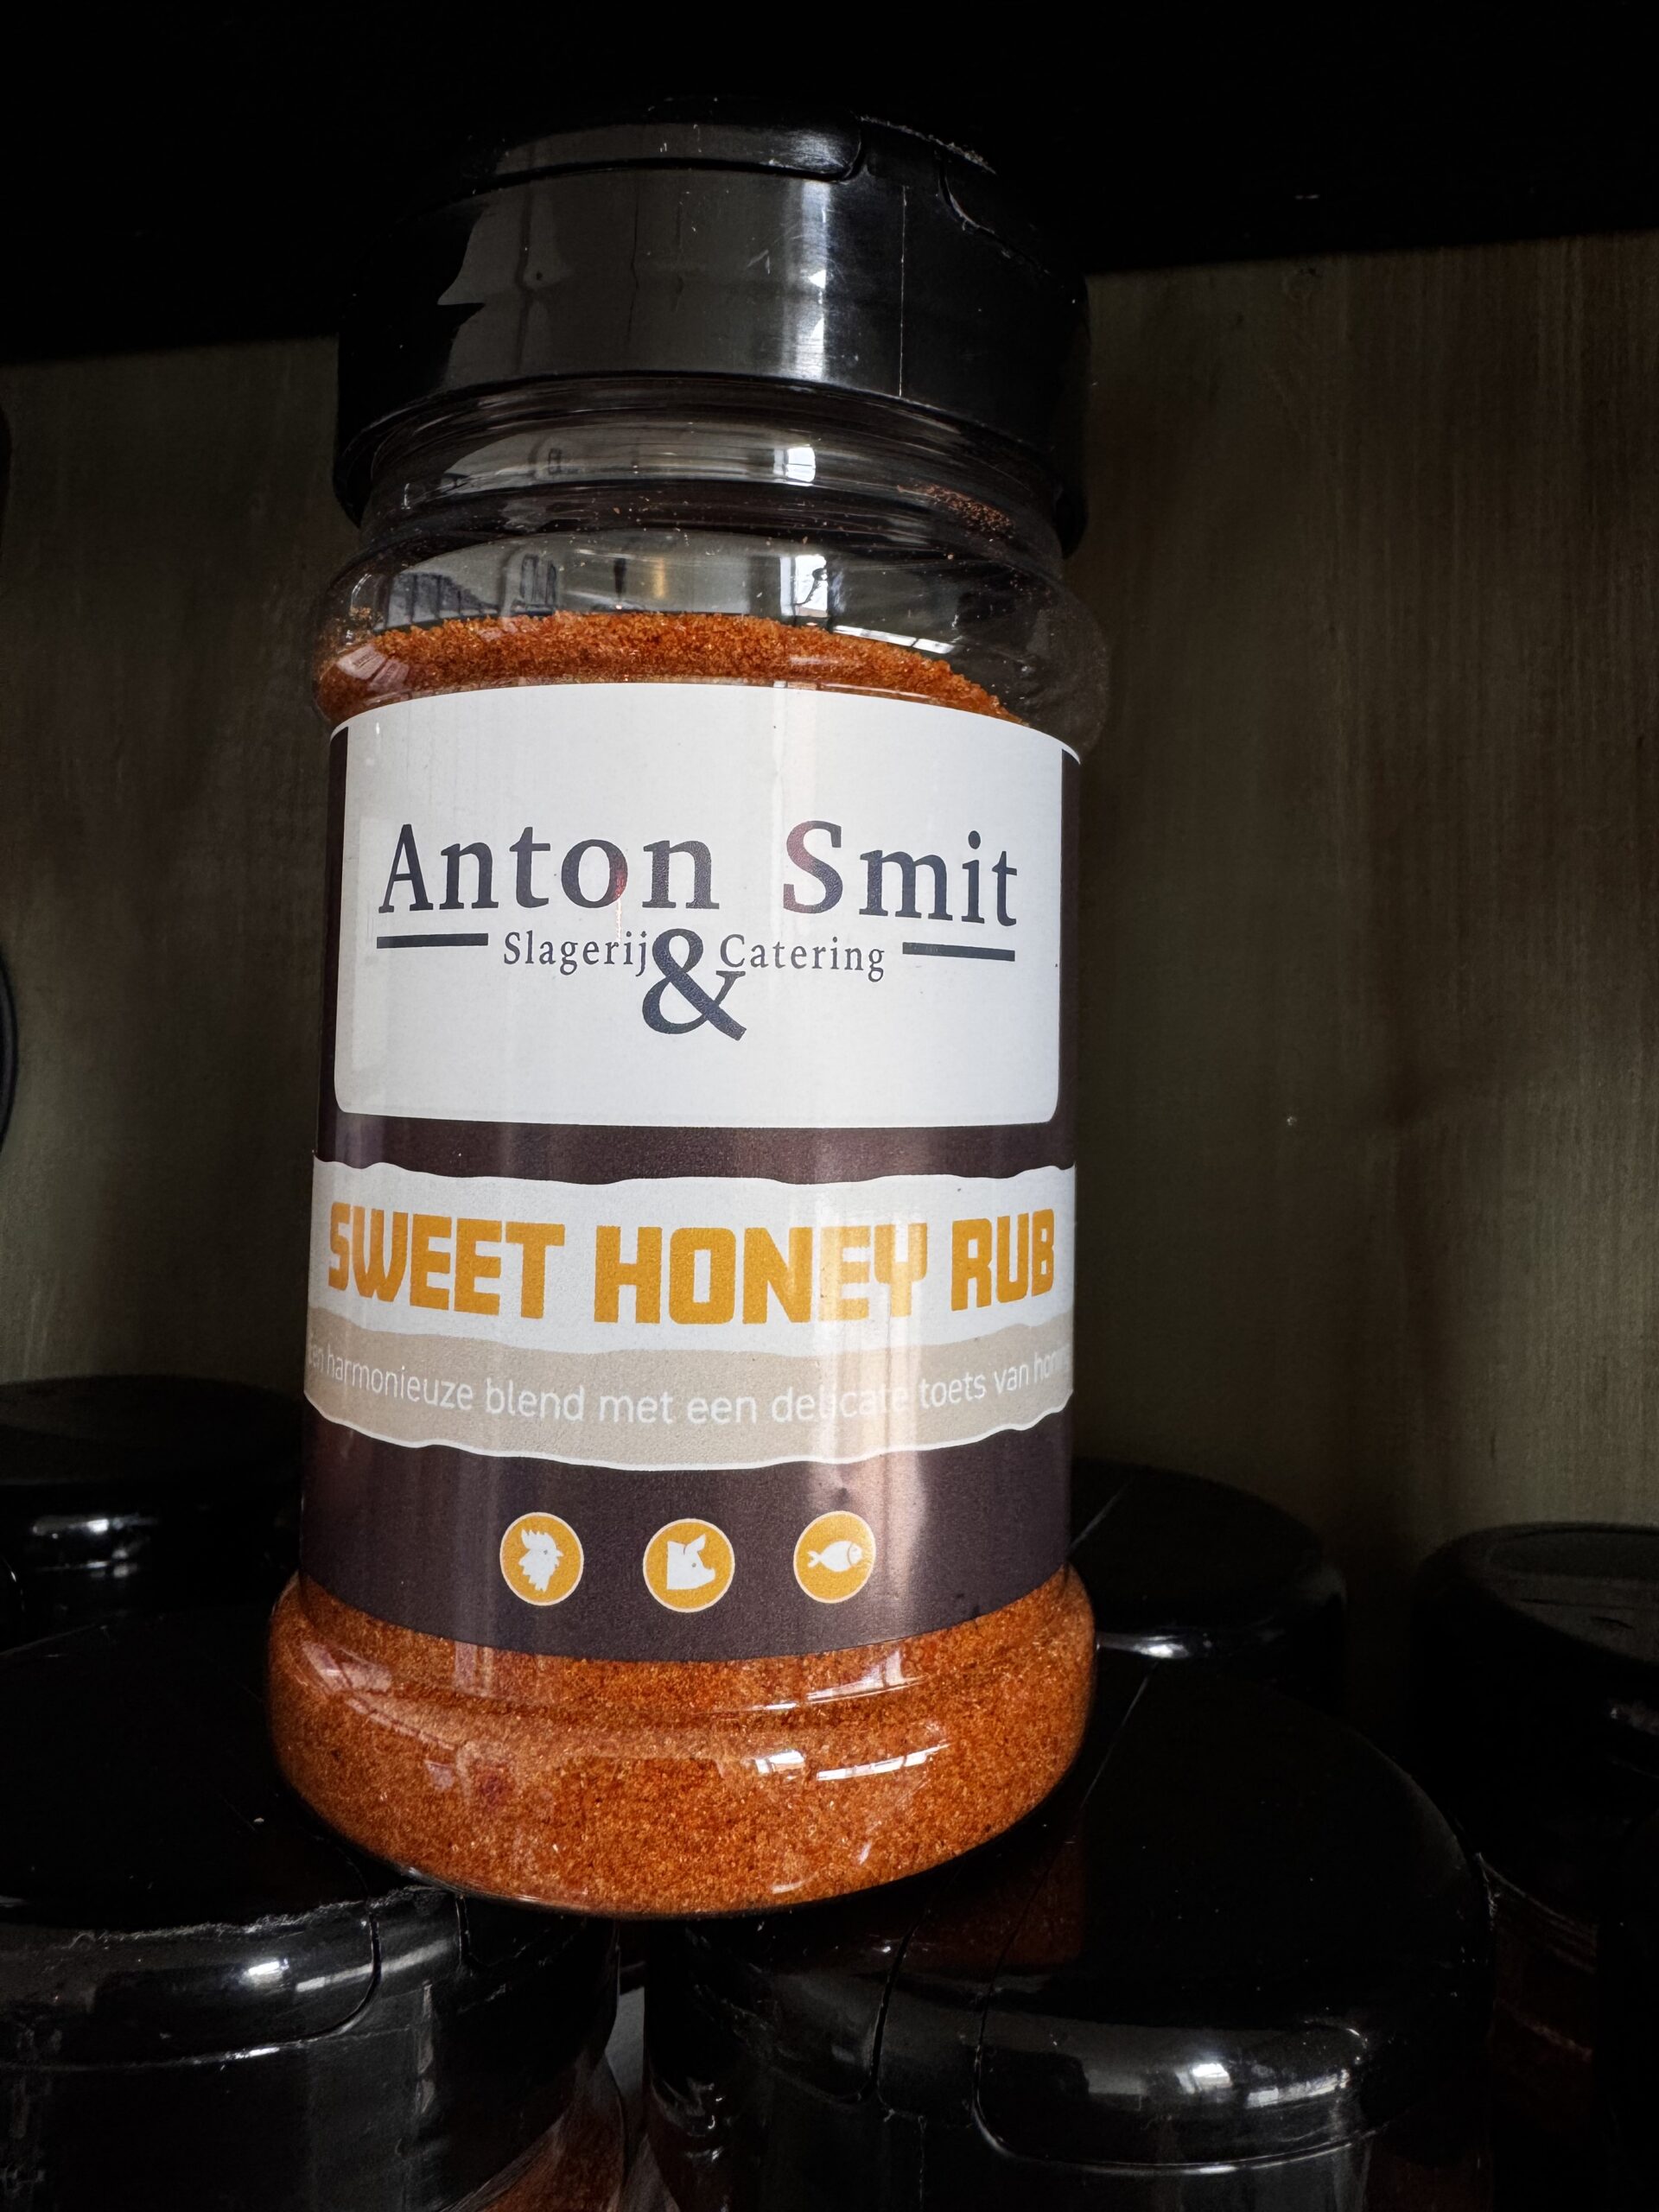 Anton Smit
Slagerij & Catering
SWEET HONEY RUB
harmonieuze blend met een delicate toets van